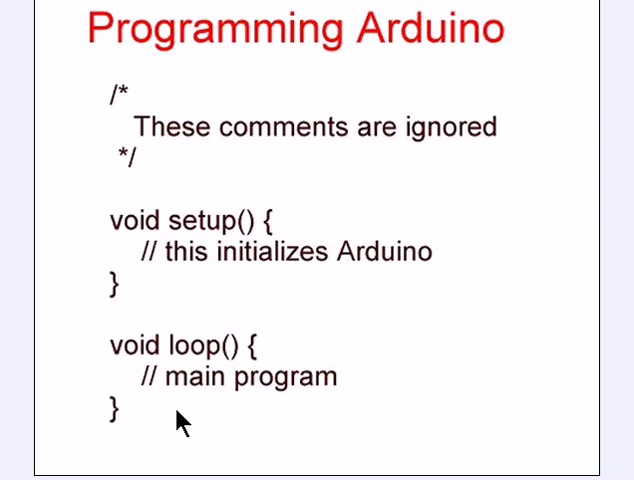 Programming Arduino
/*
These comments are ignored
*/
void setup() {
// this initializes Arduino
}
void loop() {
// main program
}